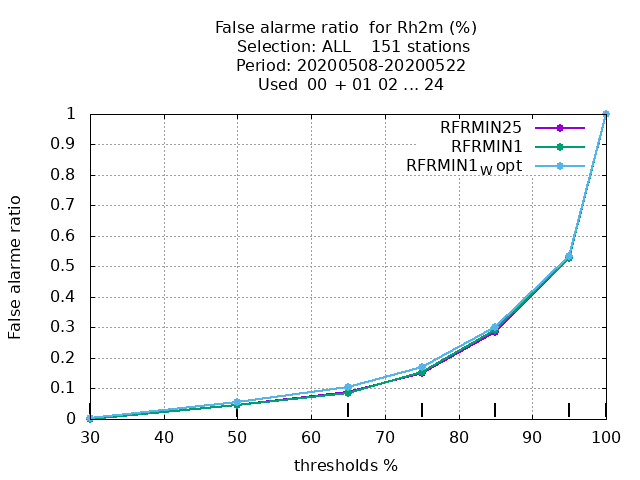 False alarme ratio  for Rh2m (%)
Selection: ALL    151 stations
Period: 20200508-20200522
Used  00 + 01 02 ... 24
RFRMIN25
RFRMIN1
RFRMIN1W opt
False alarme ratio
1
0.9
0.8
0.7
0.6
0.5
0.4
0.3
0.2
0.1
0
30 40 50 60 70 80 90 100
thresholds %